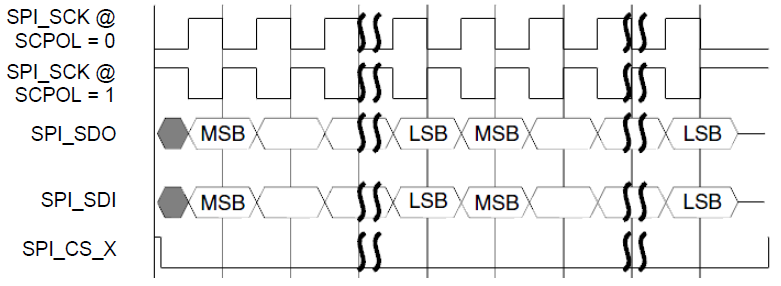 SPI_SCK @
SCPOL = 0
SPI_SCK @
SCPOL = 1
SPI_SDO
MSB LSB MSB LSB
SPI_SDI
MSB LSB MSB LSB
SPI_CS_X